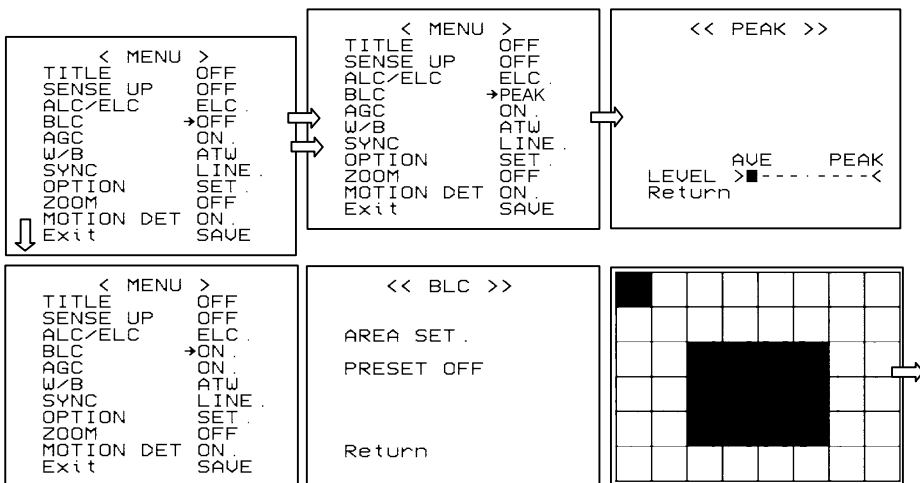 < MENU >
TITLE OFF
SENSE UP OFF
ALC/ELC ELC.
BLC →OFF
AGC ON.
W/B ATW
SYNC LINE.
OPTION SET.
ZOOM OFF
MOTION DET ON.
Exit SAVE
< MENU >
TITLE OFF
SENSE UP OFF
ALC/ELC ELC.
BLC →PEAK
AGC ON.
W/B ATW
SYNC LINE.
OPTION SET.
ZOOM OFF
MOTION DET ON.
Exit SAVE
<< PEAK >>
AVE PEAK
LEVEL >■----·----<
Return
< MENU >
TITLE OFF
SENSE UP OFF
ALC/ELC ELC.
BLC →ON.
AGC ON.
W/B ATW
SYNC LINE.
OPTION SET.
ZOOM OFF
MOTION DET ON.
Exit SAVE
<< BLC >>
AREA SET.
PRESET OFF
Return